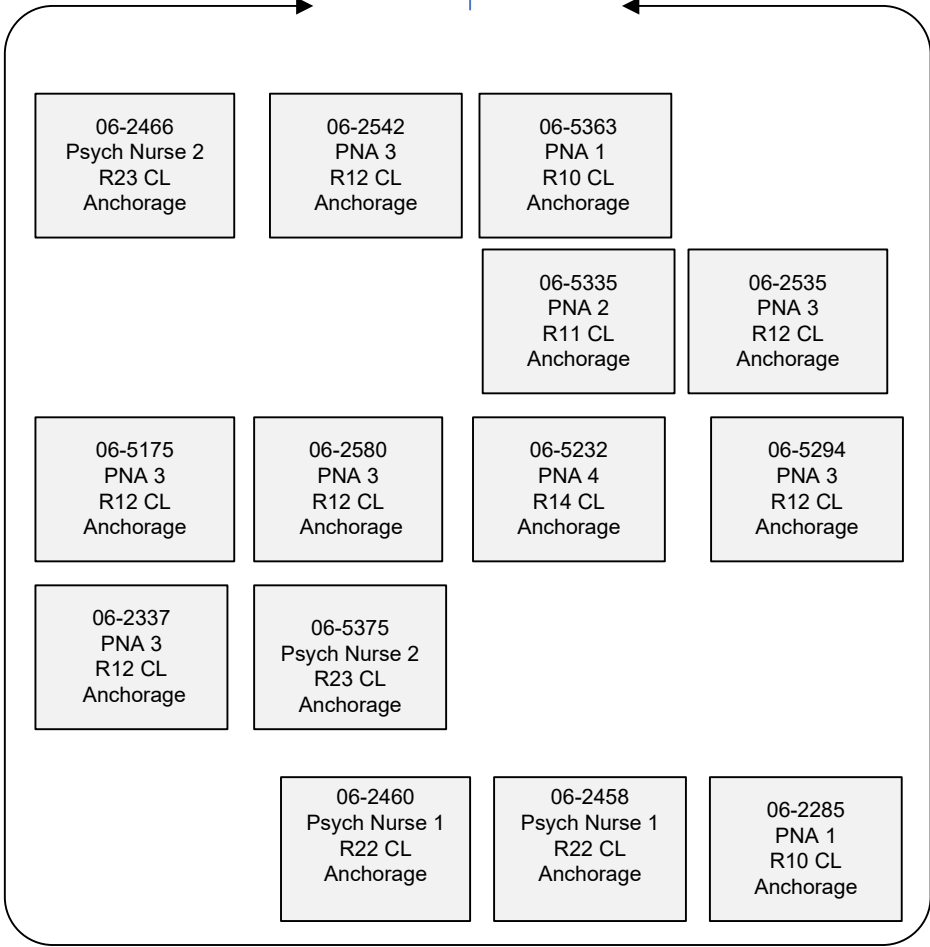 06-2466
Psych Nurse 2
R23 CL
Anchorage
06-2542
PNA 3
R12 CL
Anchorage
06-5363
PNA 1
R10 CL
Anchorage
06-5335
PNA 2
R11 CL
Anchorage
06-2535
PNA 3
R12 CL
Anchorage
06-5175
PNA 3
R12 CL
Anchorage
06-2580
PNA 3
R12 CL
Anchorage
06-5232
PNA 4
R14 CL
Anchorage
06-5294
PNA 3
R12 CL
Anchorage
06-2337
PNA 3
R12 CL
Anchorage
06-5375
Psych Nurse 2
R23 CL
Anchorage
06-2460
Psych Nurse 1
R22 CL
Anchorage
06-2458
Psych Nurse 1
R22 CL
Anchorage
06-2285
PNA 1
R10 CL
Anchorage